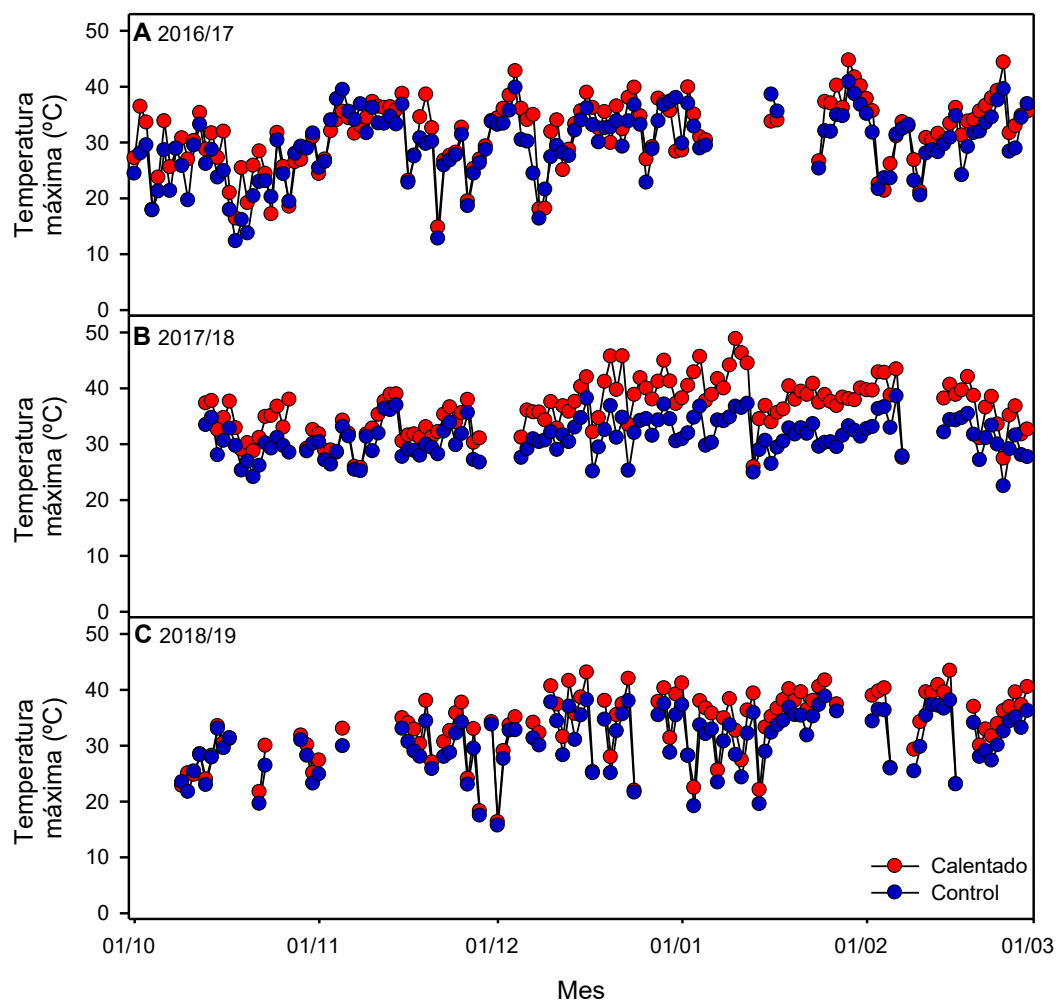 A 2016/17
50
40
30
20
10
0
Temperatura
máxima (ºC)
B 2017/18
50
40
30
20
10
0
Temperatura
máxima (ºC)
C 2018/19
50
40
30
20
10
0
Temperatura
máxima (ºC)
Calentado
Control
01/10 01/11 01/12 01/01 01/02 01/03
Mes